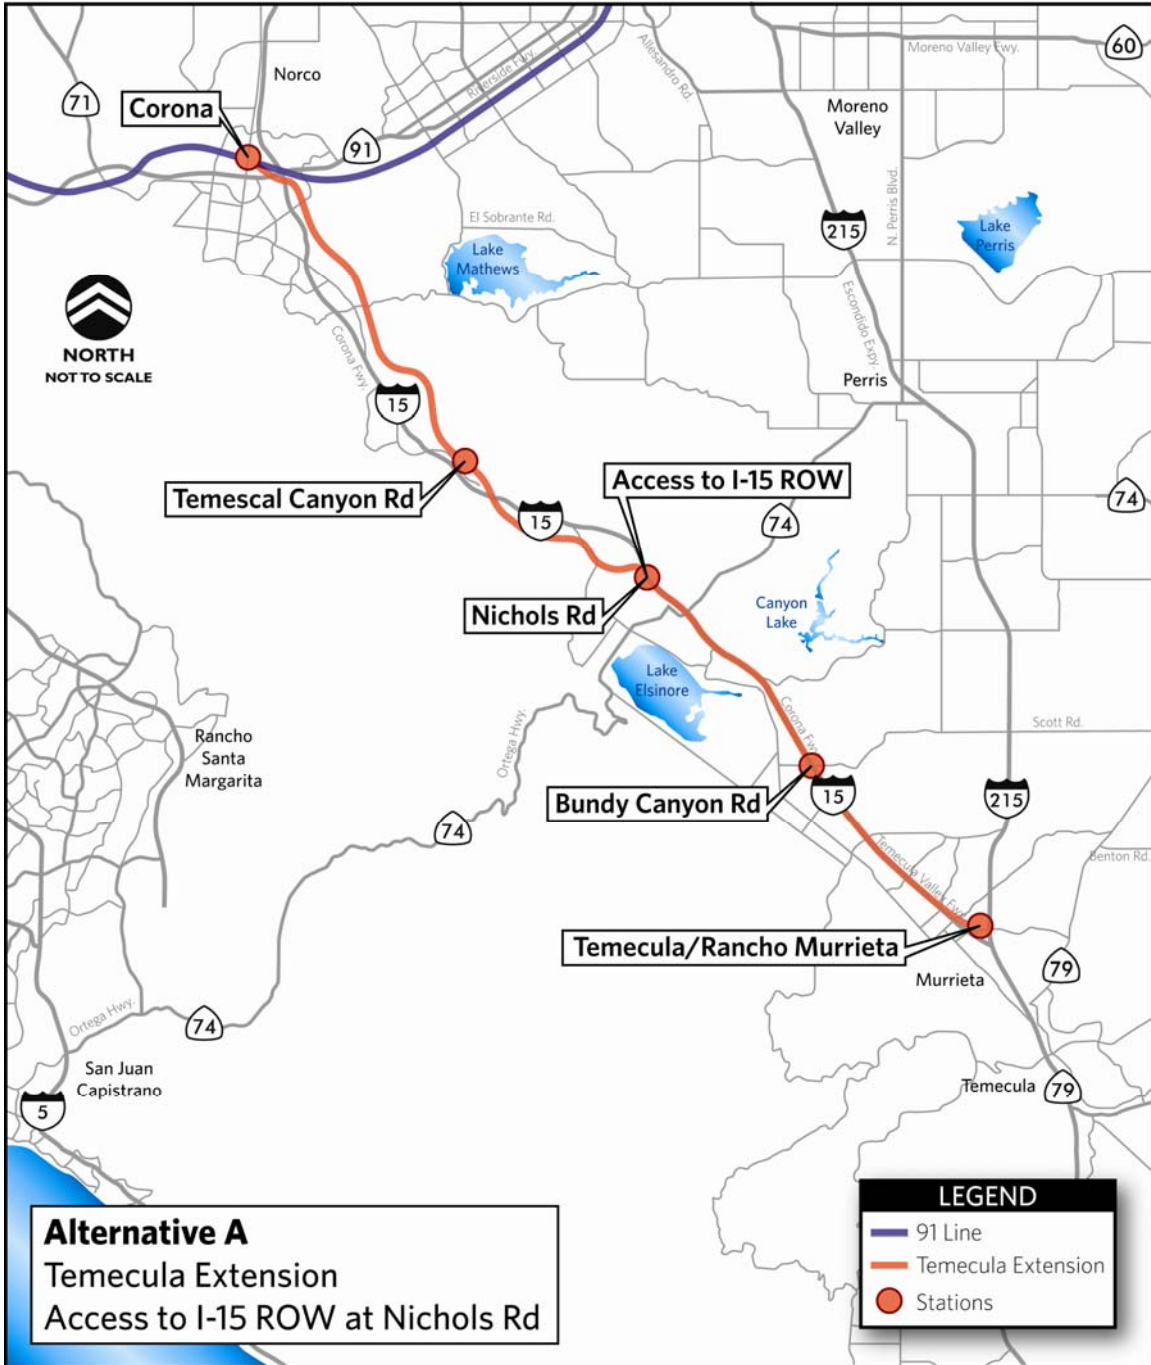 60
Moreno Valley Fwy.
Allesandro Rd.
Riverside Fwy.
Norco
71
Corona
Moreno
Valley
91
N. Perris Blvd.
El Sobrante Rd.
215
Lake
Perris
Lake
Mathews
NORTH
NOT TO SCALE
Escondido Expy.
Corona Fwy.
Perris
15
Access to I-15 ROW
Temescal Canyon Rd
74
15
74
Nichols Rd
Canyon
Lake
Lake
Elsinore
Corona Fwy.
Scott Rd.
Rancho
Santa
Margarita
Ortega Hwy.
Bundy Canyon Rd
15
215
74
Temecula Valley Fwy.
Benton Rd.
Temecula/Rancho Murrieta
79
Murrieta
Ortega Hwy.
74
San Juan
Capistrano
Temecula
79
5
LEGEND
91 Line
Temecula Extension
Stations
Alternative A
Temecula Extension
Access to I-15 ROW at Nichols Rd